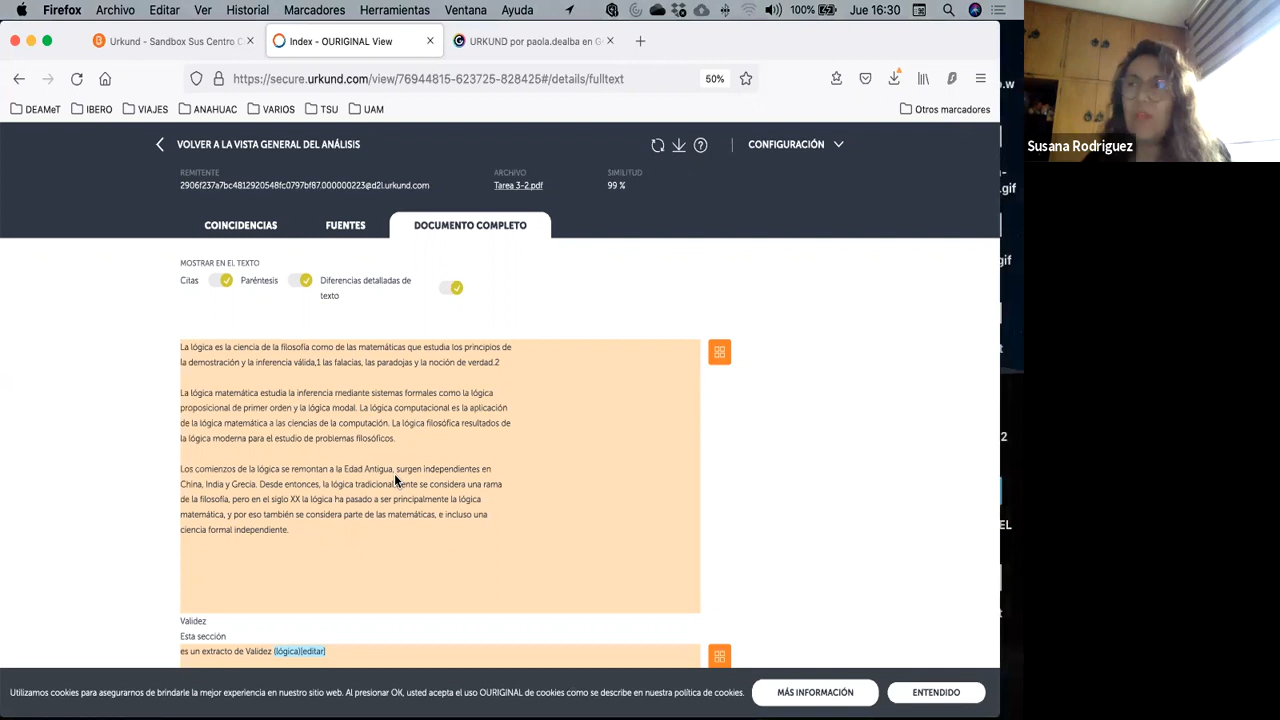 Firefox Archivo Editar Ver Historial Marcadores Herramientas Ventana Ayuda 100% Jue 16:30
Urkund - Sandbox Sus Centro C
Index - OURIGINAL View
URKUND por paola.dealba en G
https://secure.urkund.com/view/76944815-623725-828425#/details/fulltext 50%
DEAMeT IBERO VIAJES ANAHUAC VARIOS TSU UAM Otros marcadores
VOLVER A LA VISTA GENERAL DEL ANÁLISIS CONFIGURACIÓN
REMITENTE ARCHIVO SIMILITUD
2906f237a7bc4812920548fc0797bf87.000000223@d2l.urkund.com Tarea 3-2.pdf 99 %
COINCIDENCIAS FUENTES DOCUMENTO COMPLETO
MOSTRAR EN EL TEXTO
Citas Paréntesis Diferencias detalladas de
texto
La lógica es la ciencia de la filosofía como de las matemáticas que estudia los principios de
la demostración y la inferencia válida,1 las falacias, las paradojas y la noción de verdad.2
La lógica matemática estudia la inferencia mediante sistemas formales como la lógica
proposicional de primer orden y la lógica modal. La lógica computacional es la aplicación
de la lógica matemática a las ciencias de la computación. La lógica filosófica resultados de
la lógica moderna para el estudio de problemas filosóficos.
Los comienzos de la lógica se remontan a la Edad Antigua, surgen independientes en
China, India y Grecia. Desde entonces, la lógica tradicionalmente se considera una rama
de la filosofía, pero en el siglo XX la lógica ha pasado a ser principalmente la lógica
matemática, y por eso también se considera parte de las matemáticas, e incluso una
ciencia formal independiente.
Validez
Esta sección
es un extracto de Validez (lógica)[editar]
Utilizamos cookies para asegurarnos de brindarle la mejor experiencia en nuestro sitio web. Al presionar OK, usted acepta el uso OURIGINAL de cookies como se describe en nuestra política de cookies. MÁS INFORMACIÓN ENTENDIDO
Susana Rodriguez
.gif